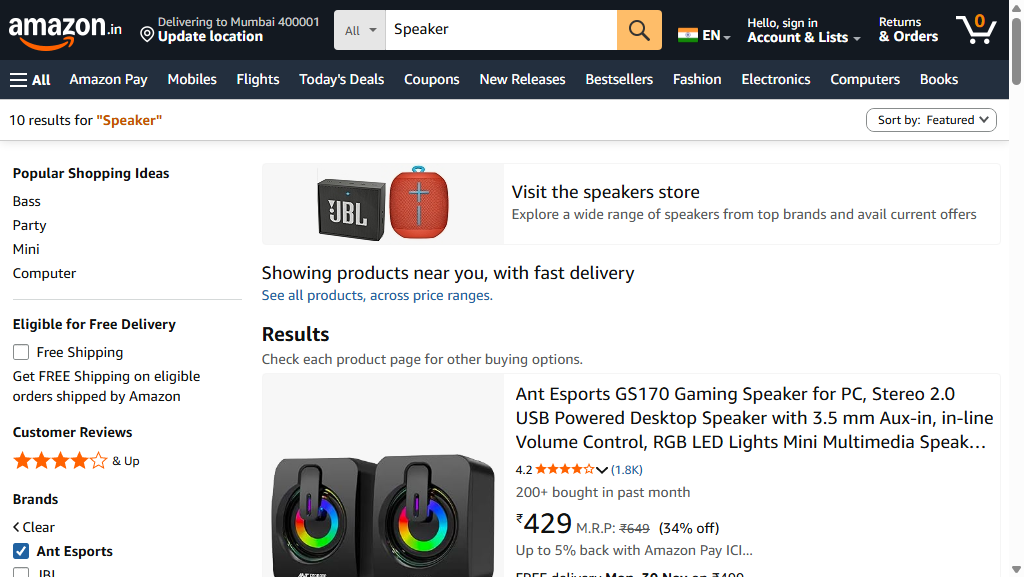 amazon.in
Delivering to Mumbai 400001
Update location
All
Speaker
EN
Hello, sign in
Account & Lists
Returns
& Orders
0
All
Amazon Pay
Mobiles
Flights
Today's Deals
Coupons
New Releases
Bestsellers
Fashion
Electronics
Computers
Books
10 results for "Speaker"
Sort by: Featured
Popular Shopping Ideas
Bass
Party
Mini
Computer
Eligible for Free Delivery
Free Shipping
Get FREE Shipping on eligible
orders shipped by Amazon
Customer Reviews
& Up
Brands
Clear
Ant Esports
JBL
JBL
Visit the speakers store
Explore a wide range of speakers from top brands and avail current offers
Showing products near you, with fast delivery
See all products, across price ranges.
Results
Check each product page for other buying options.
Ant Esports GS170 Gaming Speaker for PC, Stereo 2.0
USB Powered Desktop Speaker with 3.5 mm Aux-in, in-line
Volume Control, RGB LED Lights Mini Multimedia Speak…
4.2 (1.8K)
200+ bought in past month
₹429 M.R.P: ₹649 (34% off)
Up to 5% back with Amazon Pay ICI…
FREE delivery Mon, 30 Nov on ₹499